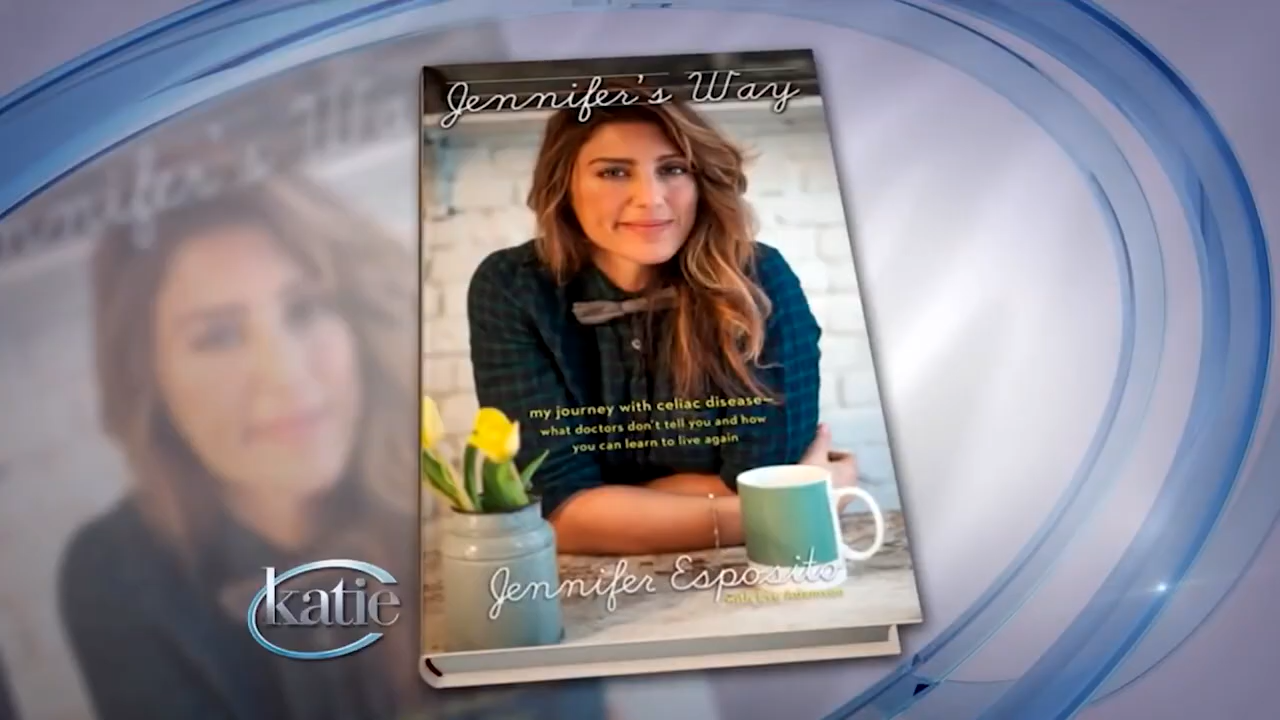 Jennifer's Way
my journey with celiac disease—
what doctors don't tell you and how
you can learn to live again
Jennifer Esposito
katie